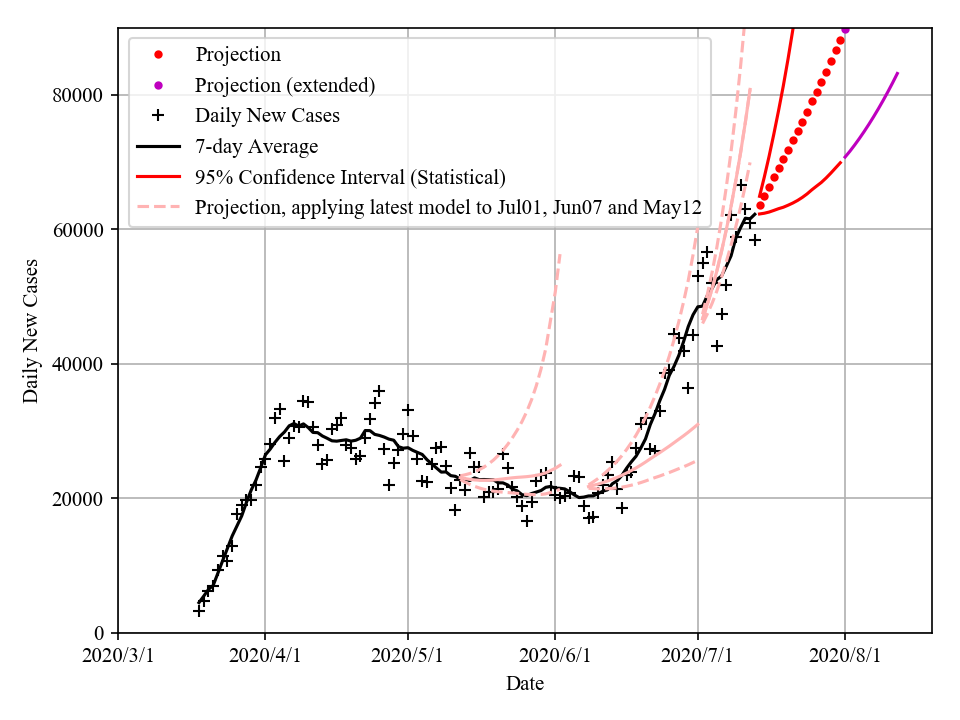 Projection
Projection (extended)
Daily New Cases
7-day Average
95% Confidence Interval (Statistical)
Projection, applying latest model to Jul01, Jun07 and May12
80000
60000
40000
20000
0
Daily New Cases
2020/3/1 2020/4/1 2020/5/1 2020/6/1 2020/7/1 2020/8/1
Date